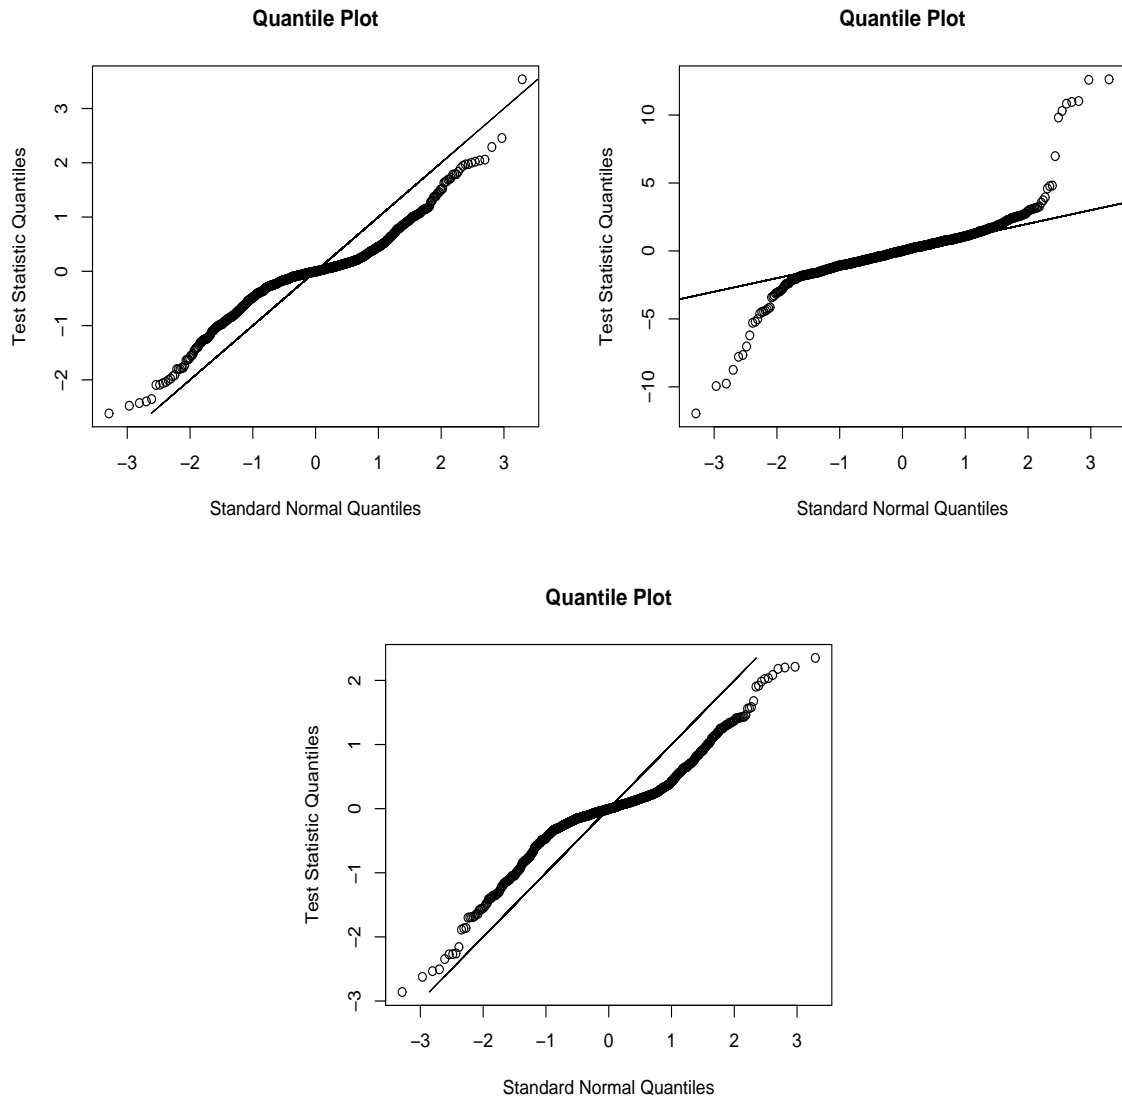 Quantile Plot
Test Statistic Quantiles
3
2
1
0
−1
−2
−3 −2 −1 0 1 2 3
Standard Normal Quantiles
Quantile Plot
Test Statistic Quantiles
10
5
0
−5
−10
−3 −2 −1 0 1 2 3
Standard Normal Quantiles
Quantile Plot
Test Statistic Quantiles
2
1
0
−1
−2
−3
−3 −2 −1 0 1 2 3
Standard Normal Quantiles